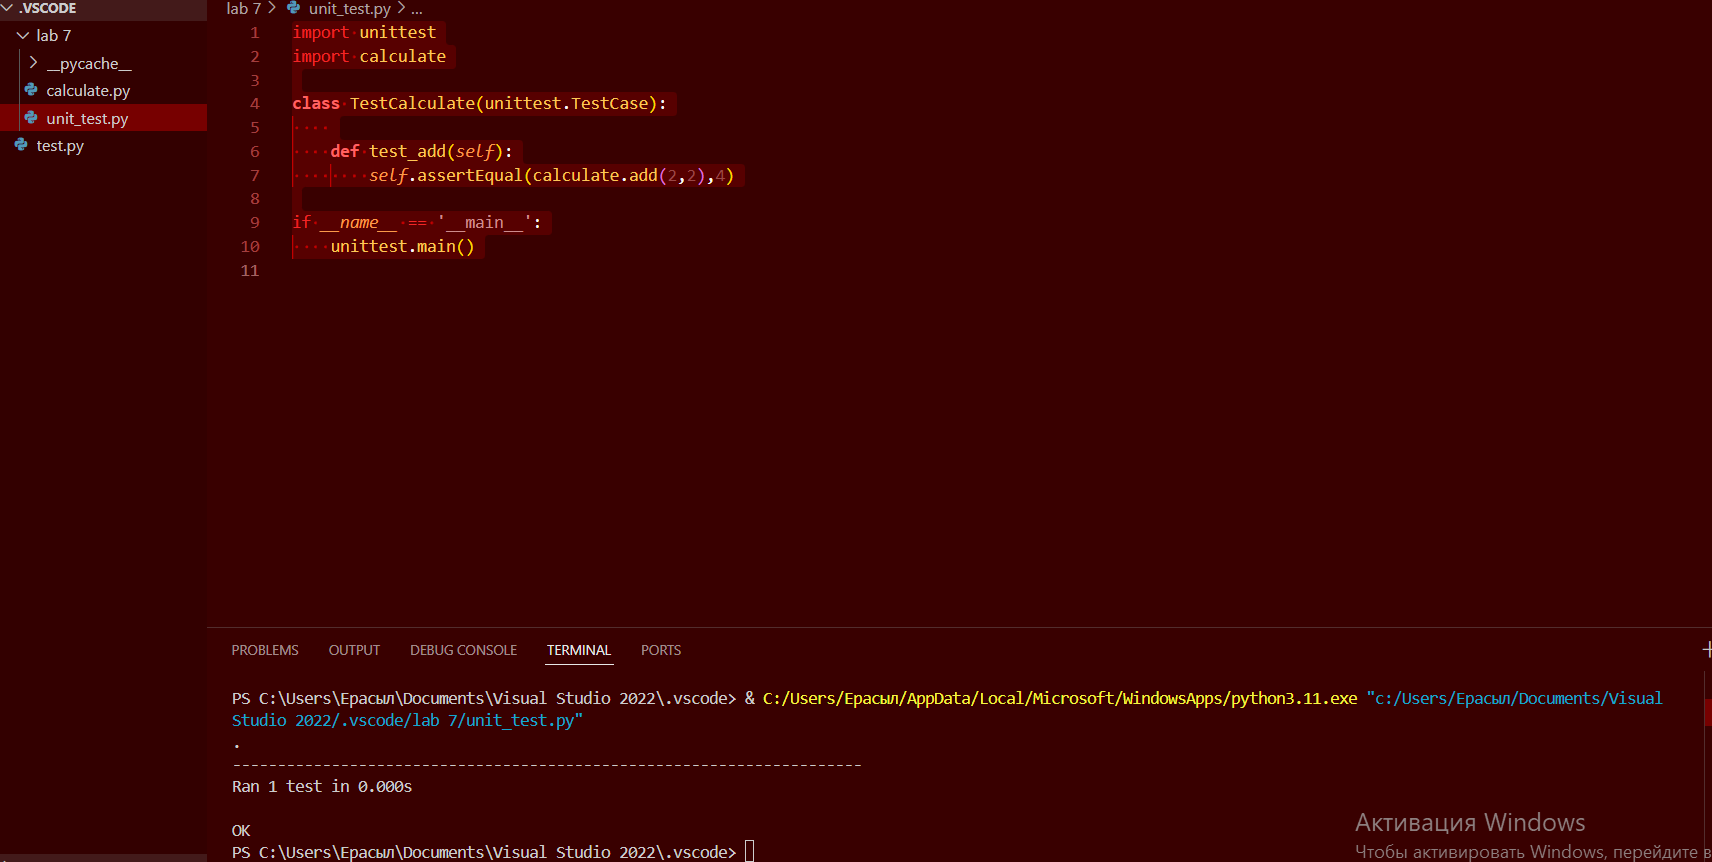 .VSCODE
lab 7
__pycache__
calculate.py
unit_test.py
test.py
lab 7 > unit_test.py > ...
1 import unittest
2 import calculate
3
4 class TestCalculate(unittest.TestCase):
5
6 def test_add(self):
7 self.assertEqual(calculate.add(2,2),4)
8
9 if __name__ == '__main__':
10 unittest.main()
11
PROBLEMS OUTPUT DEBUG CONSOLE TERMINAL PORTS
PS C:\Users\Ерасыл\Documents\Visual Studio 2022\.vscode> & C:/Users/Ерасыл/AppData/Local/Microsoft/WindowsApps/python3.11.exe "c:/Users/Ерасыл/Documents/Visual
Studio 2022/.vscode/lab 7/unit_test.py"
.
----------------------------------------------------------------------
Ran 1 test in 0.000s
OK
PS C:\Users\Ерасыл\Documents\Visual Studio 2022\.vscode>
Активация Windows
Чтобы активировать Windows, перейдите в